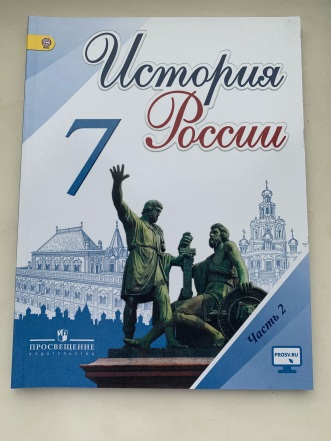 История
России
7
Часть 2
ПРОСВЕЩЕНИЕ
ИЗДАТЕЛЬСТВО
PROSV.RU